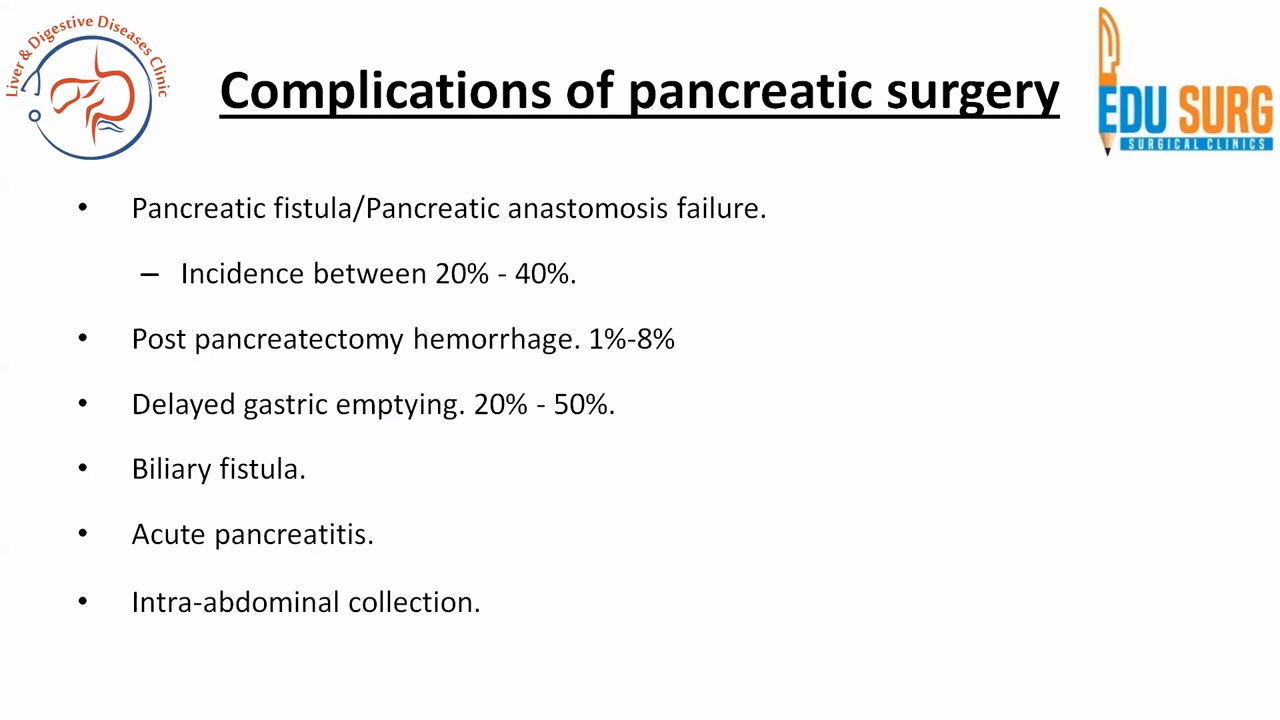 Liver & Digestive Diseases Clinic
Complications of pancreatic surgery
EDU SURG
SURGICAL CLINICS
• Pancreatic fistula/Pancreatic anastomosis failure.
– Incidence between 20% - 40%.
• Post pancreatectomy hemorrhage. 1%-8%
• Delayed gastric emptying. 20% - 50%.
• Biliary fistula.
• Acute pancreatitis.
• Intra-abdominal collection.